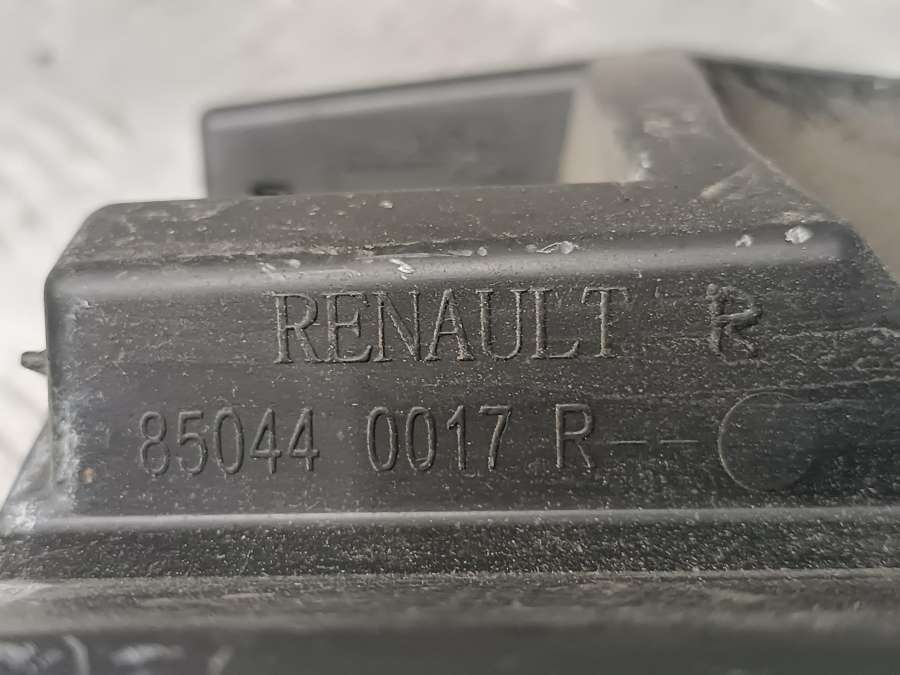 RENAULT R
85044 0017 R--